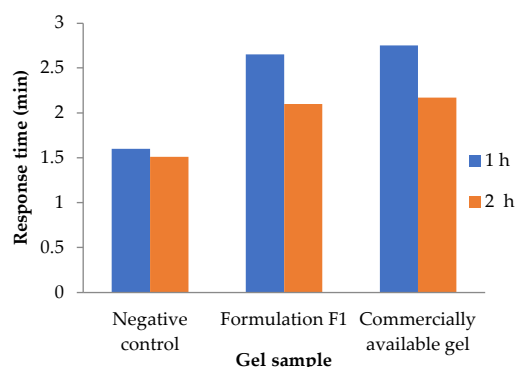 3
2.5
2
1.5
1
0.5
0
Response time (min)
Negative control
Formulation F1
Commercially available gel
Gel sample
1 h
2 h